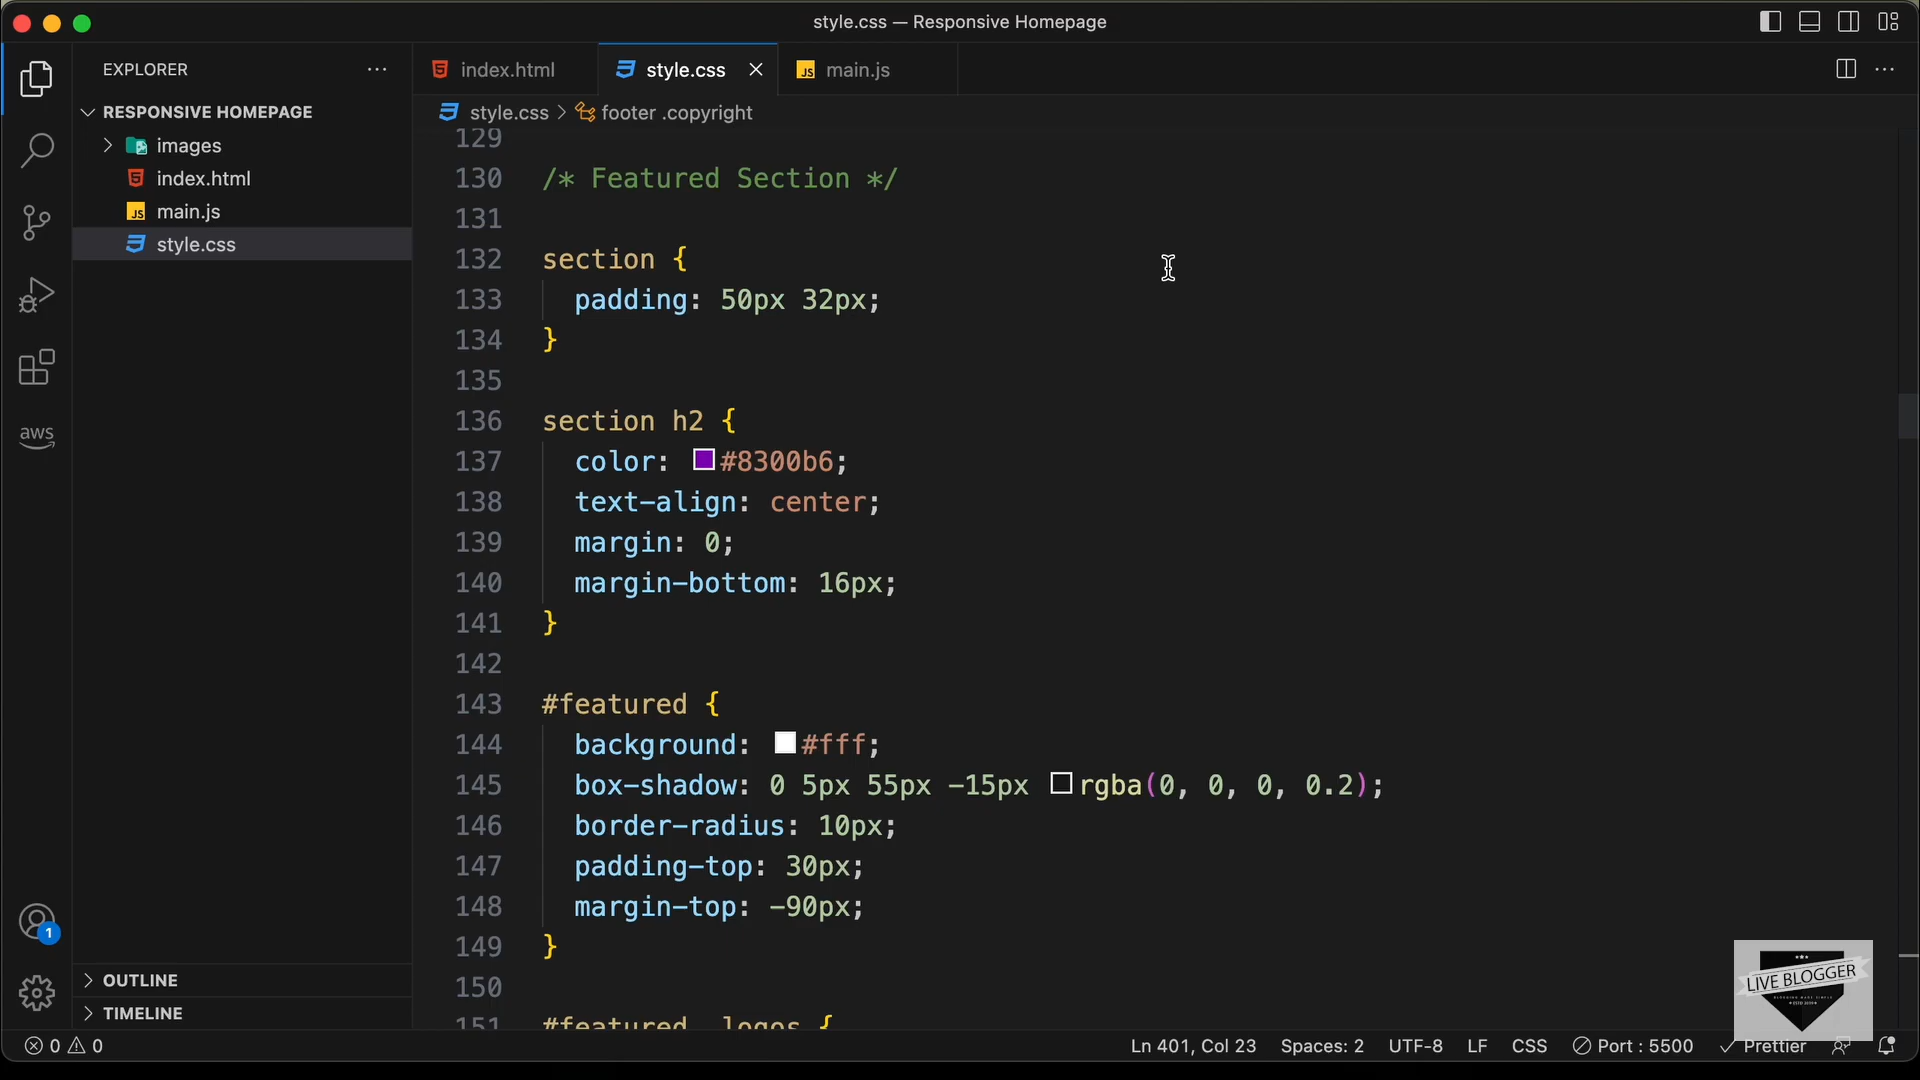 style.css — Responsive Homepage
EXPLORER
RESPONSIVE HOMEPAGE
images
index.html
main.js
style.css
OUTLINE
TIMELINE
aws
1
index.html
style.css
main.js
style.css > footer .copyright
129
130 /* Featured Section */
131
132 section {
133 padding: 50px 32px;
134 }
135
136 section h2 {
137 color: #8300b6;
138 text-align: center;
139 margin: 0;
140 margin-bottom: 16px;
141 }
142
143 #featured {
144 background: #fff;
145 box-shadow: 0 5px 55px -15px rgba(0, 0, 0, 0.2);
146 border-radius: 10px;
147 padding-top: 30px;
148 margin-top: -90px;
149 }
150
151 #featured .logos {
LIVE BLOGGER
0 0
Ln 401, Col 23 Spaces: 2 UTF-8 LF CSS Port : 5500 Prettier